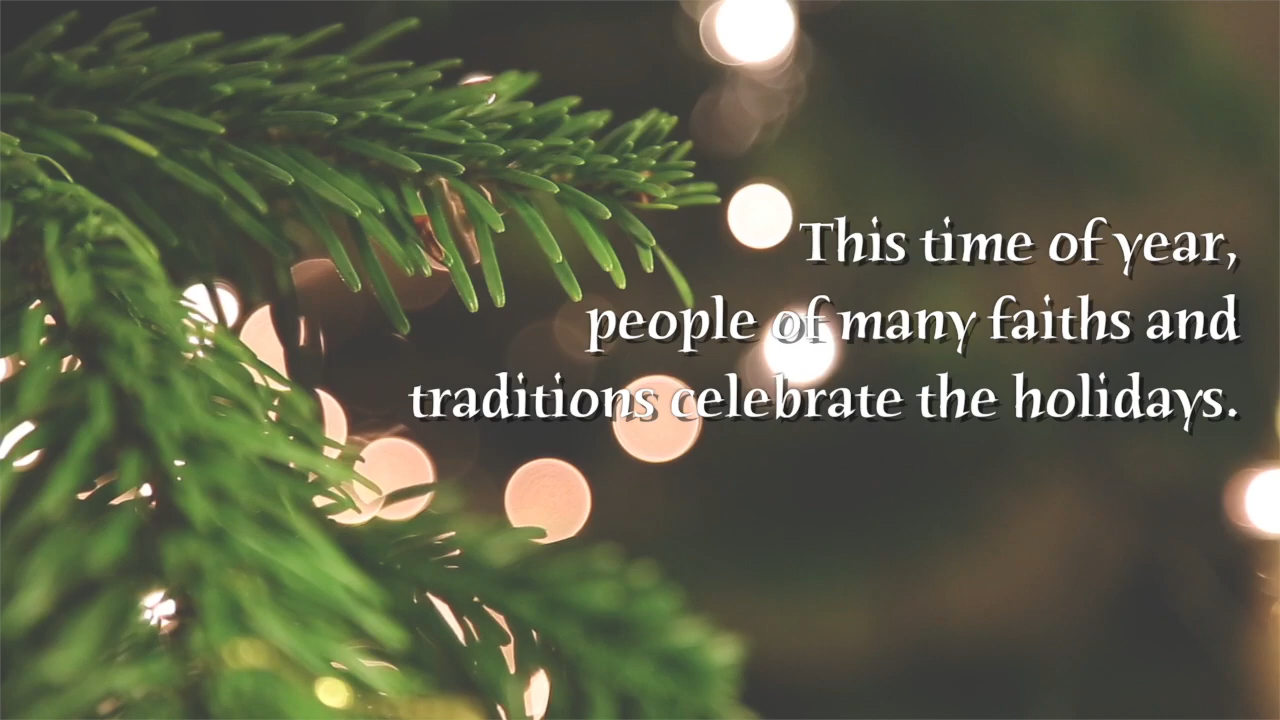 This time of year,
people of many faiths and
traditions celebrate the holidays.